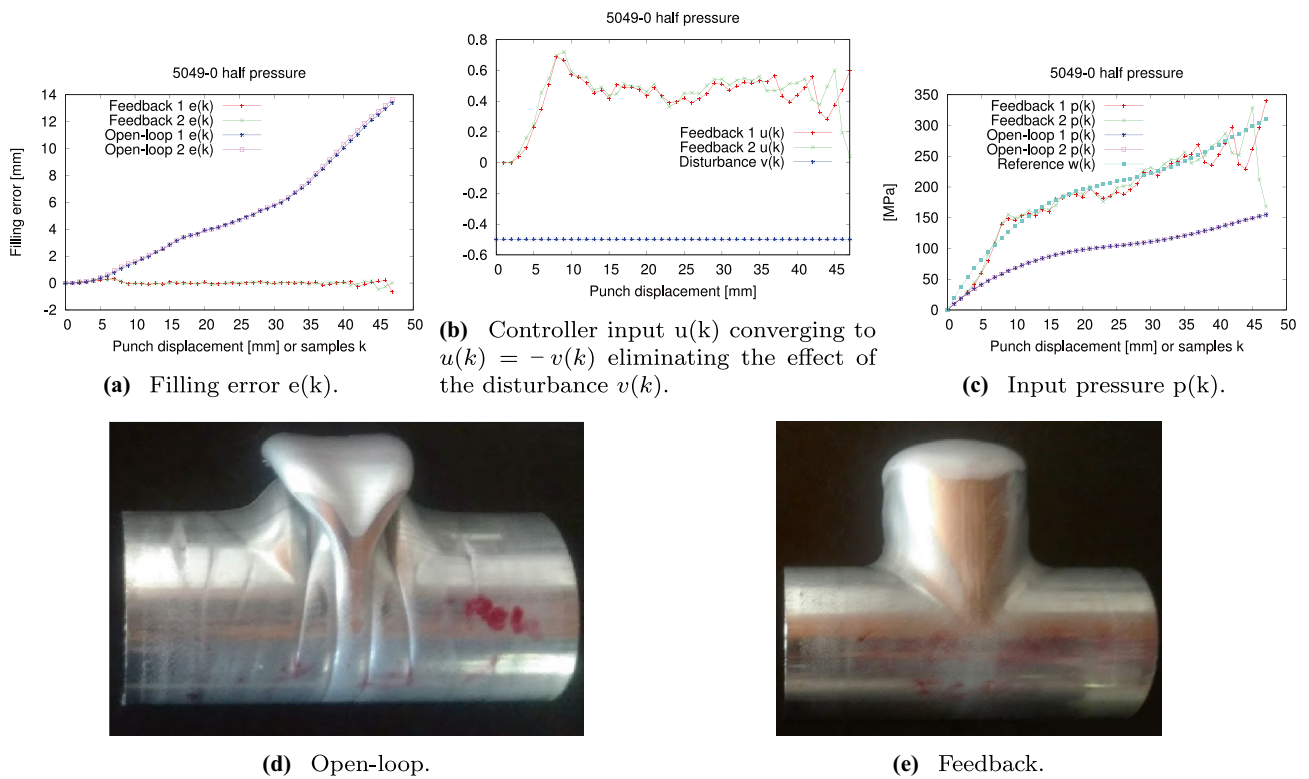 5049-0 half pressure
Filling error [mm]
14
12
10
8
6
4
2
0
-2
Feedback 1 e(k)
Feedback 2 e(k)
Open-loop 1 e(k)
Open-loop 2 e(k)
0 5 10 15 20 25 30 35 40 45 50
Punch displacement [mm] or samples k
(a) Filling error e(k).
5049-0 half pressure
0.8
0.6
0.4
0.2
0
-0.2
-0.4
-0.6
Feedback 1 u(k)
Feedback 2 u(k)
Disturbance v(k)
0 5 10 15 20 25 30 35 40 45
Punch displacement [mm]
(b) Controller input u(k) converging to
u(k) = − v(k) eliminating the effect of
the disturbance v(k).
5049-0 half pressure
[MPa]
350
300
250
200
150
100
50
0
Feedback 1 p(k)
Feedback 2 p(k)
Open-loop 1 p(k)
Open-loop 2 p(k)
Reference w(k)
0 5 10 15 20 25 30 35 40 45 50
Punch displacement [mm] or samples k
(c) Input pressure p(k).
(d) Open-loop.
(e) Feedback.